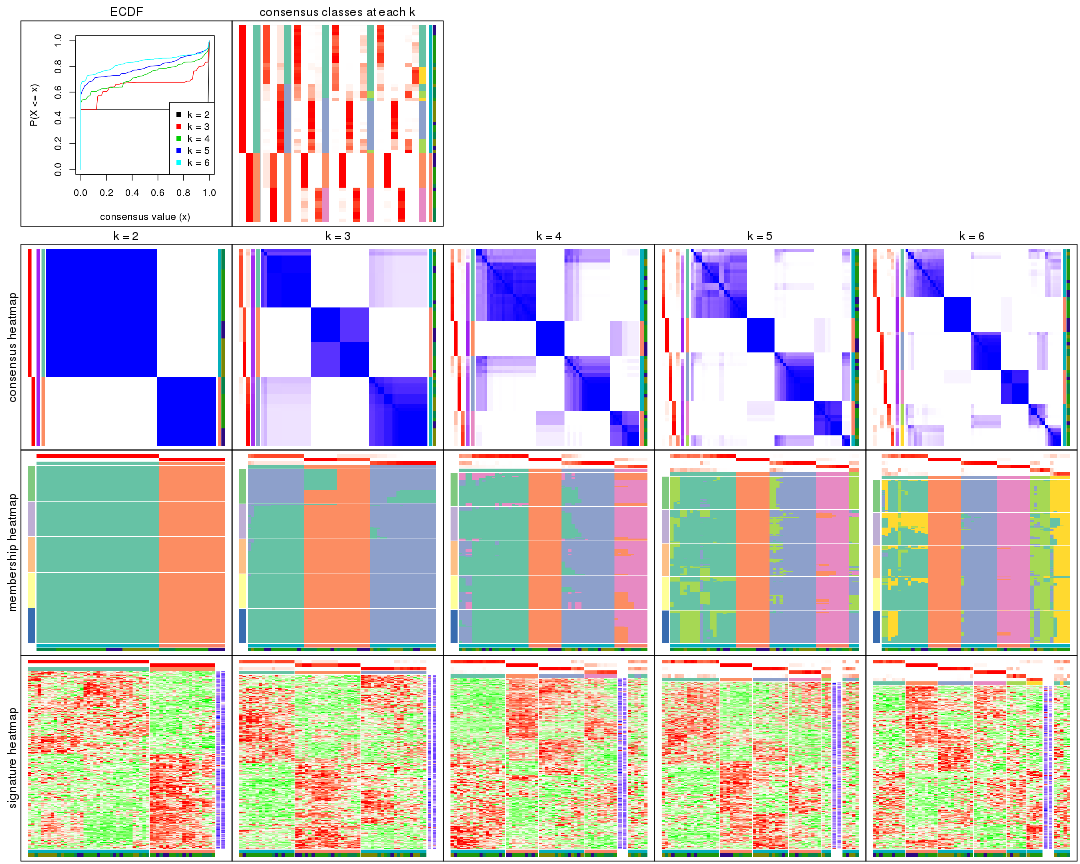 ECDF
consensus classes at each k
P(X <= x)
1.0
0.8
0.6
0.4
0.2
0.0
k = 2
k = 3
k = 4
k = 5
k = 6
0.0 0.2 0.4 0.6 0.8 1.0
consensus value (x)
k = 2
k = 3
k = 4
k = 5
k = 6
consensus heatmap
membership heatmap
signature heatmap